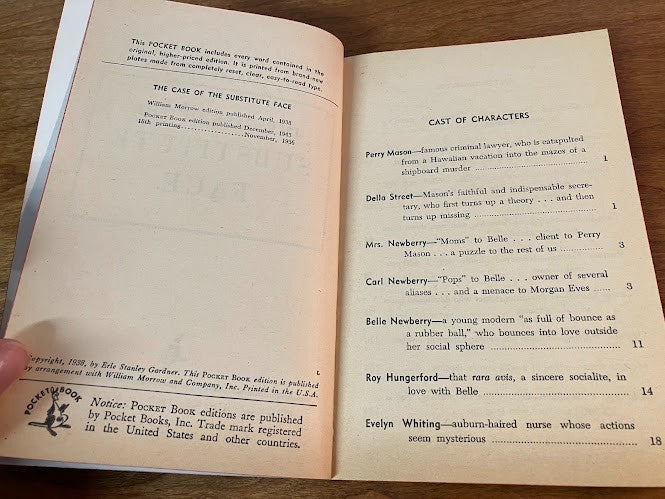 This POCKET BOOK includes every word contained in the
original, higher-priced edition. It is printed from brand-new
plates made from completely reset, clear, easy-to-read type.
THE CASE OF THE SUBSTITUTE FACE
William Morrow edition published April, 1938
POCKET BOOK edition published December, 1943
18th printing......................November, 1956
L
Copyright, 1938, by Erle Stanley Gardner. This POCKET BOOK edition is published
by arrangement with William Morrow and Company, Inc. Printed in the U.S.A.
POCKET BOOK
Notice: POCKET BOOK editions are published
by Pocket Books, Inc. Trade mark registered
in the United States and other countries.
CAST OF CHARACTERS
Perry Mason—famous criminal lawyer, who is catapulted
from a Hawaiian vacation into the mazes of a
shipboard murder .................................... 1
Della Street—Mason's faithful and indispensable secre-
tary, who first turns up a theory . . . and then
turns up missing .......................................... 1
Mrs. Newberry—"Moms" to Belle . . . client to Perry
Mason . . . a puzzle to the rest of us .................. 3
Carl Newberry—"Pops" to Belle . . . owner of several
aliases . . . and a menace to Morgan Eves ...... 3
Belle Newberry—a young modern "as full of bounce as
a rubber ball," who bounces into love outside
her social sphere .......................................... 11
Roy Hungerford—that rara avis, a sincere socialite, in
love with Belle ............................................ 14
Evelyn Whiting—auburn-haired nurse whose actions
seem mysterious .......................................... 18